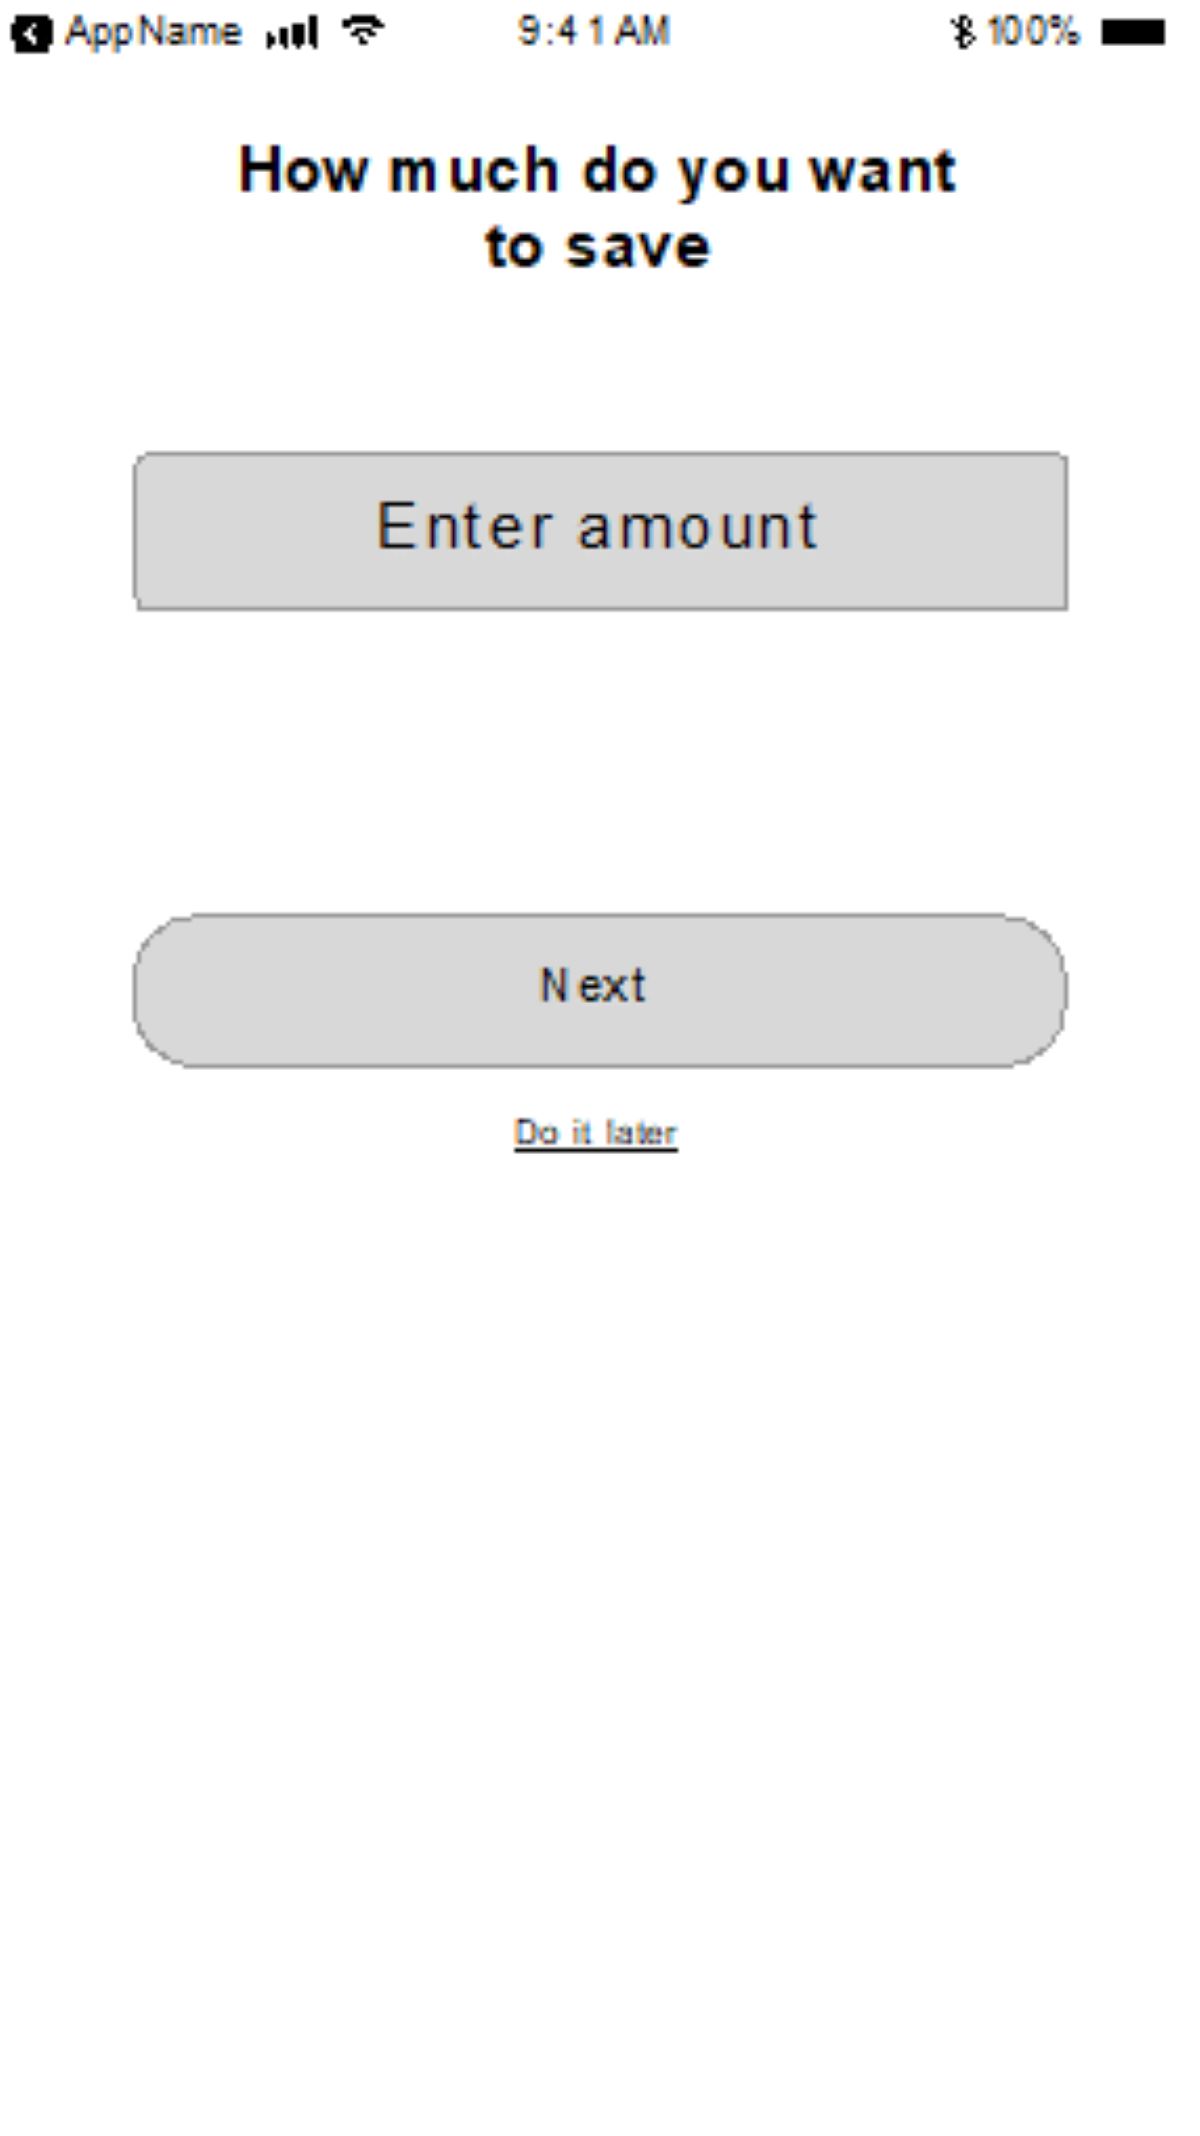 AppName 9:41 AM 100%
How much do you want
to save
Enter amount
Next
Do it later